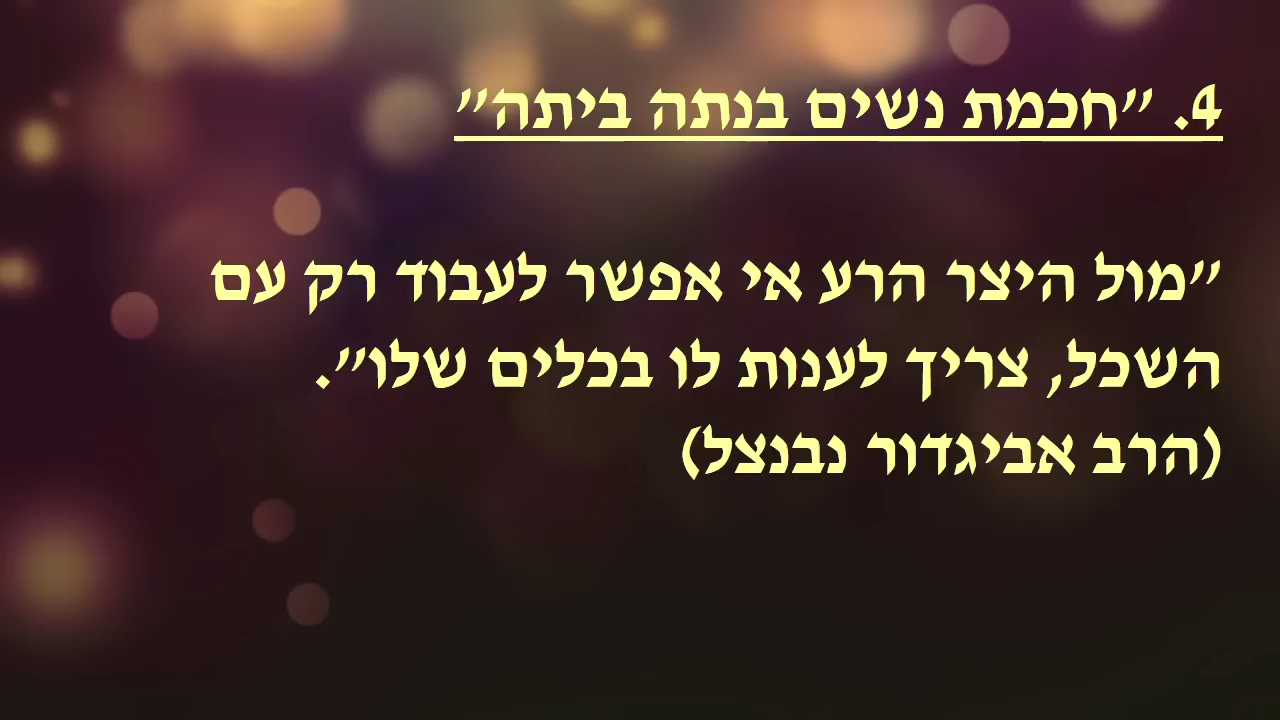 4. "חכמת נשים בנתה ביתה"
"מול היצר הרע אי אפשר לעבוד רק עם
השכל, צריך לענות לו בכלים שלו".
(הרב אביגדור נבנצל)